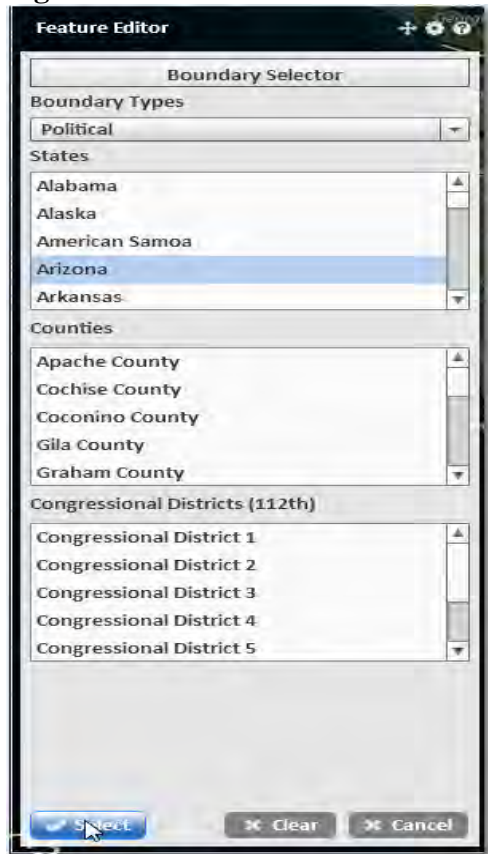 Feature Editor
Boundary Selector
Boundary Types
Political
States
Alabama
Alaska
American Samoa
Arizona
Arkansas
Counties
Apache County
Cochise County
Coconino County
Gila County
Graham County
Congressional Districts (112th)
Congressional District 1
Congressional District 2
Congressional District 3
Congressional District 4
Congressional District 5
Select
Clear
Cancel